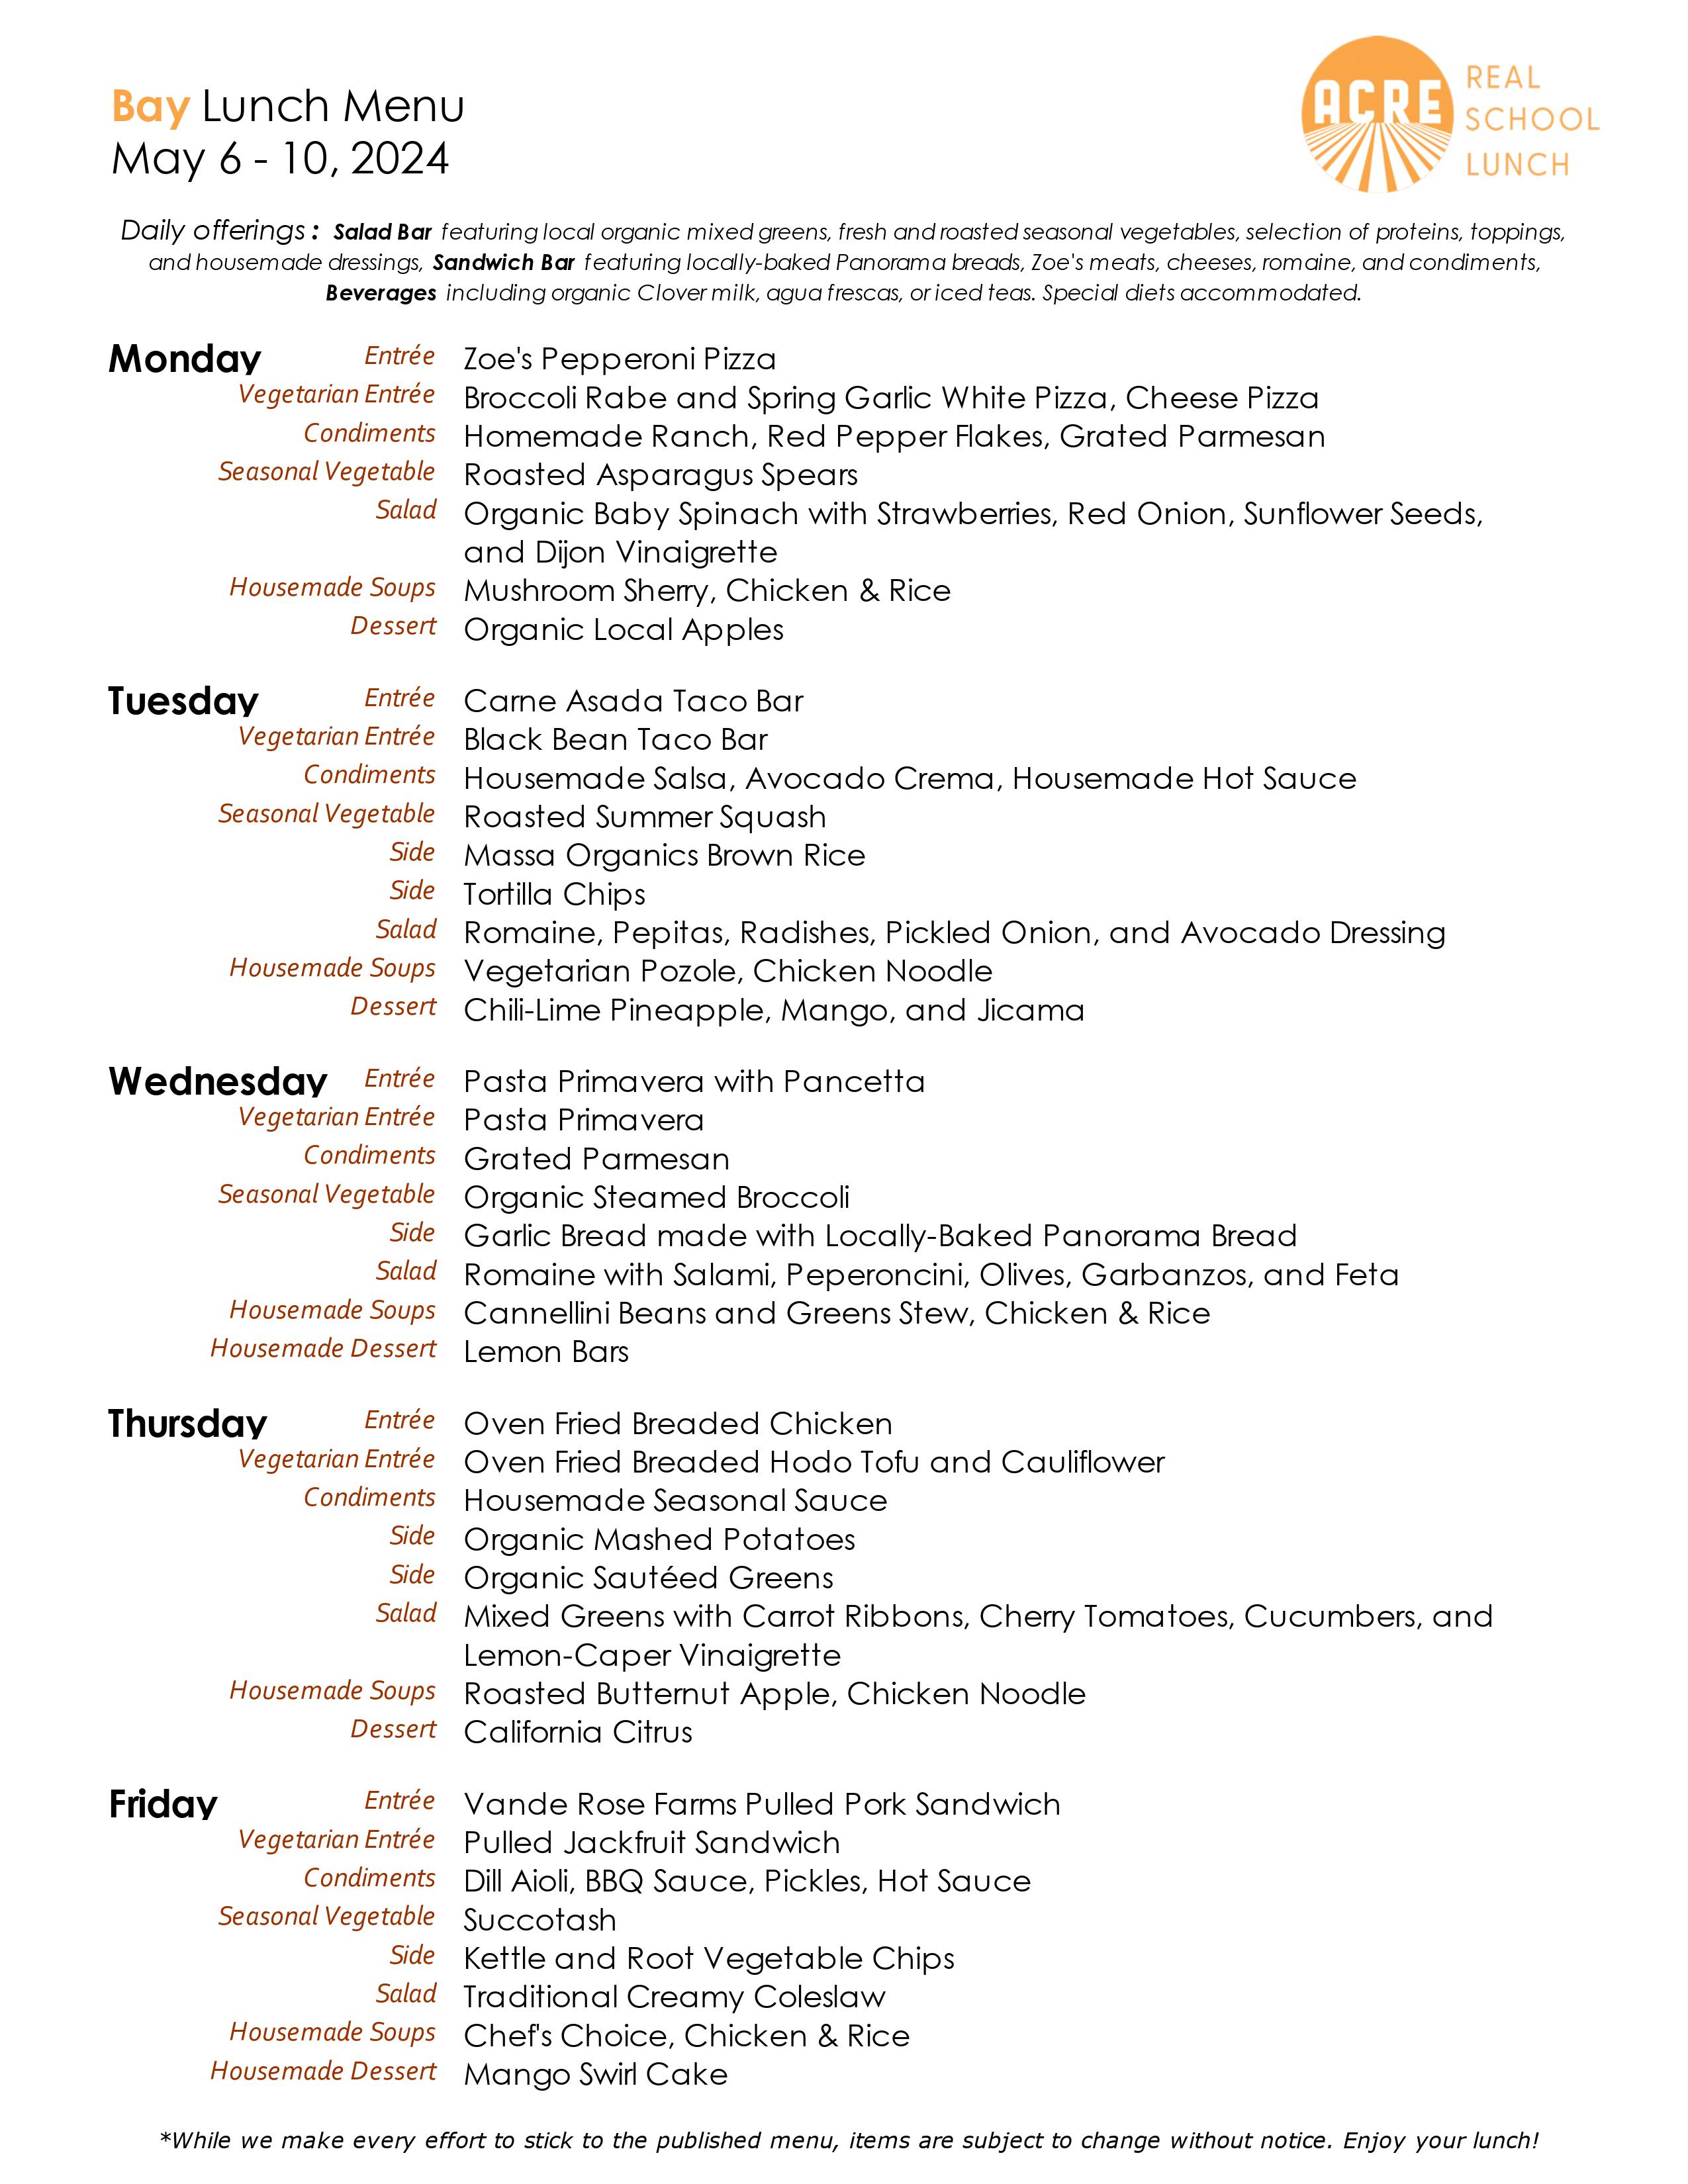 Bay Lunch Menu
May 6 - 10, 2024
ACRE
REAL
SCHOOL
LUNCH
Daily offerings : Salad Bar featuring local organic mixed greens, fresh and roasted seasonal vegetables, selection of proteins, toppings,
and housemade dressings, Sandwich Bar featuring locally-baked Panorama breads, Zoe's meats, cheeses, romaine, and condiments,
Beverages including organic Clover milk, agua frescas, or iced teas. Special diets accommodated.
Monday Entrée Zoe's Pepperoni Pizza
Vegetarian Entrée Broccoli Rabe and Spring Garlic White Pizza, Cheese Pizza
Condiments Homemade Ranch, Red Pepper Flakes, Grated Parmesan
Seasonal Vegetable Roasted Asparagus Spears
Salad Organic Baby Spinach with Strawberries, Red Onion, Sunflower Seeds,
and Dijon Vinaigrette
Housemade Soups Mushroom Sherry, Chicken & Rice
Dessert Organic Local Apples
Tuesday Entrée Carne Asada Taco Bar
Vegetarian Entrée Black Bean Taco Bar
Condiments Housemade Salsa, Avocado Crema, Housemade Hot Sauce
Seasonal Vegetable Roasted Summer Squash
Side Massa Organics Brown Rice
Side Tortilla Chips
Salad Romaine, Pepitas, Radishes, Pickled Onion, and Avocado Dressing
Housemade Soups Vegetarian Pozole, Chicken Noodle
Dessert Chili-Lime Pineapple, Mango, and Jicama
Wednesday Entrée Pasta Primavera with Pancetta
Vegetarian Entrée Pasta Primavera
Condiments Grated Parmesan
Seasonal Vegetable Organic Steamed Broccoli
Side Garlic Bread made with Locally-Baked Panorama Bread
Salad Romaine with Salami, Peperoncini, Olives, Garbanzos, and Feta
Housemade Soups Cannellini Beans and Greens Stew, Chicken & Rice
Housemade Dessert Lemon Bars
Thursday Entrée Oven Fried Breaded Chicken
Vegetarian Entrée Oven Fried Breaded Hodo Tofu and Cauliflower
Condiments Housemade Seasonal Sauce
Side Organic Mashed Potatoes
Side Organic Sautéed Greens
Salad Mixed Greens with Carrot Ribbons, Cherry Tomatoes, Cucumbers, and
Lemon-Caper Vinaigrette
Housemade Soups Roasted Butternut Apple, Chicken Noodle
Dessert California Citrus
Friday Entrée Vande Rose Farms Pulled Pork Sandwich
Vegetarian Entrée Pulled Jackfruit Sandwich
Condiments Dill Aioli, BBQ Sauce, Pickles, Hot Sauce
Seasonal Vegetable Succotash
Side Kettle and Root Vegetable Chips
Salad Traditional Creamy Coleslaw
Housemade Soups Chef's Choice, Chicken & Rice
Housemade Dessert Mango Swirl Cake
*While we make every effort to stick to the published menu, items are subject to change without notice. Enjoy your lunch!